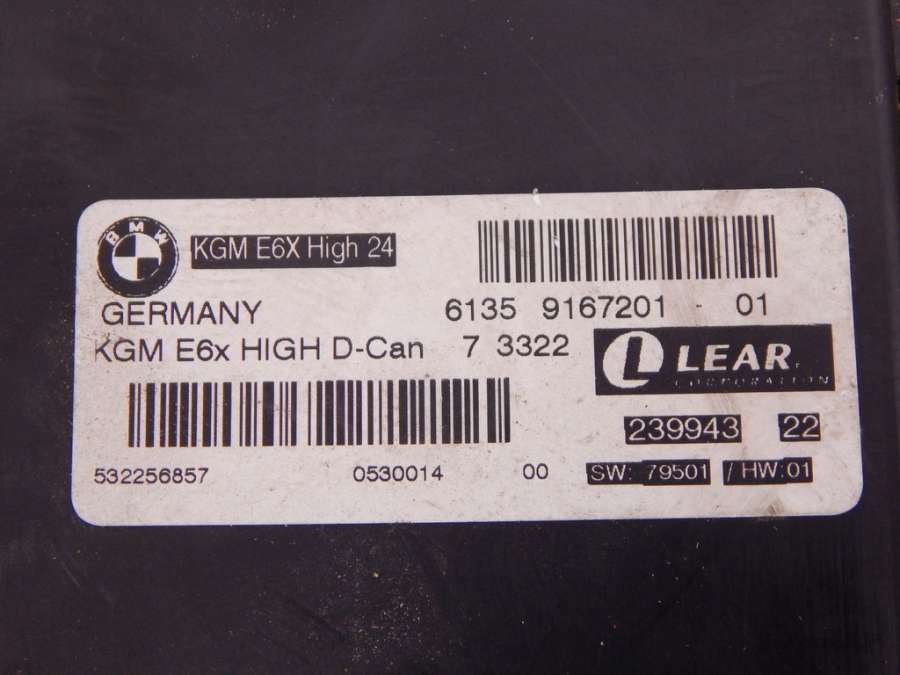 BMW
KGM E6X High 24
GERMANY
6135 9167201 - 01
KGM E6x HIGH D-Can 7 3322
L LEAR
CORPORATION
239943 22
532256857 0530014 00
SW: 79501 / HW:01